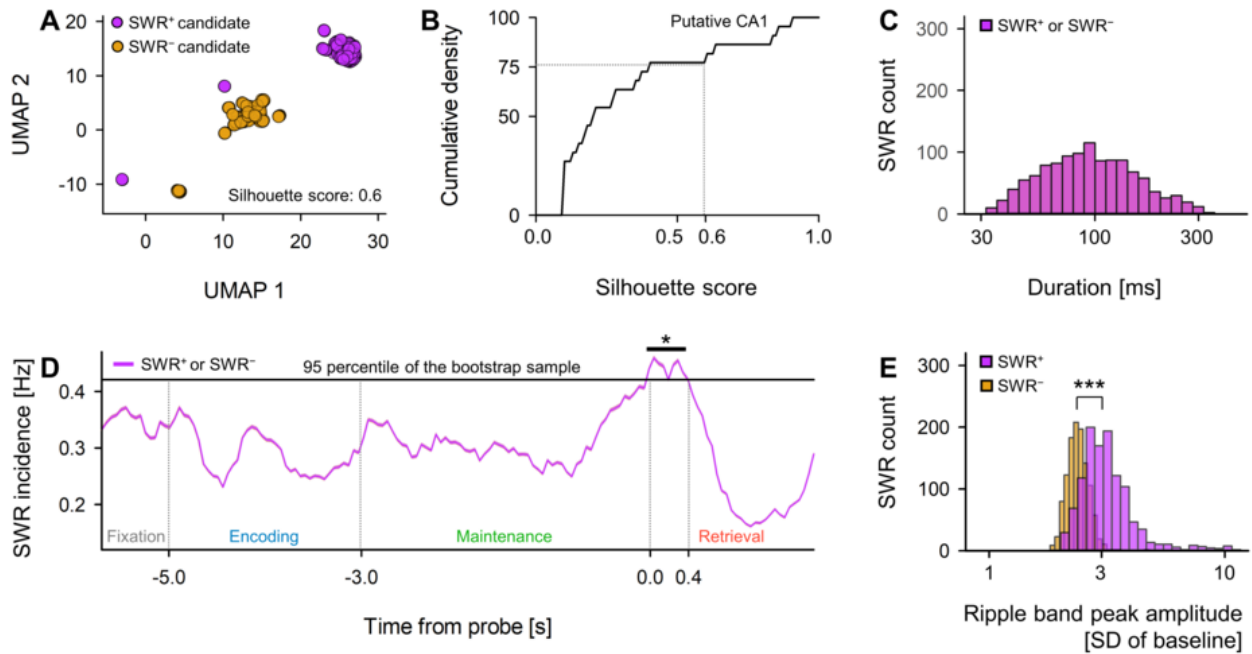 A
SWR⁺ candidate
SWR⁻ candidate
20
10
0
-10
UMAP 2
Silhouette score: 0.6
0
10
20
30
UMAP 1
B
Putative CA1
100
75
50
0
Cumulative density
0.0
0.5
0.6
1.0
Silhouette score
C
SWR⁺ or SWR⁻
300
200
100
0
SWR count
30
100
300
Duration [ms]
D
SWR⁺ or SWR⁻
95 percentile of the bootstrap sample
*
0.4
0.3
0.2
SWR incidence [Hz]
Fixation
Encoding
Maintenance
Retrieval
-5.0
-3.0
0.0
0.4
Time from probe [s]
E
SWR⁺
SWR⁻
***
300
200
100
0
SWR count
1
3
10
Ripple band peak amplitude
[SD of baseline]